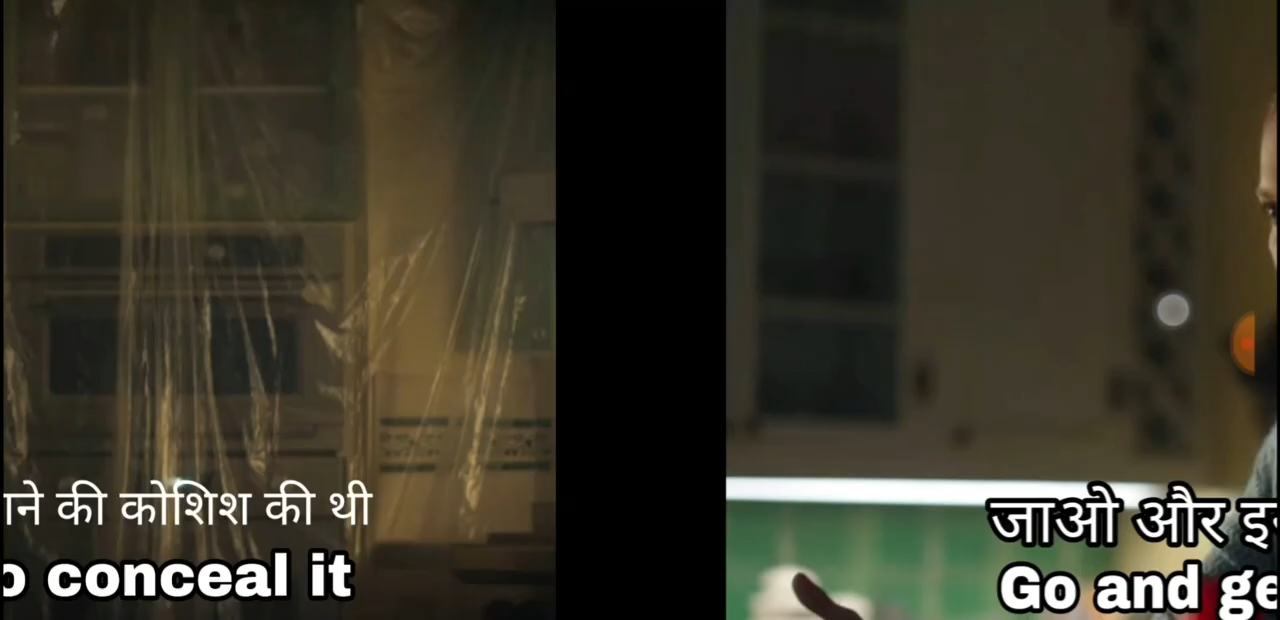 की कोशिश की थी
conceal it
जाओ और
Go and